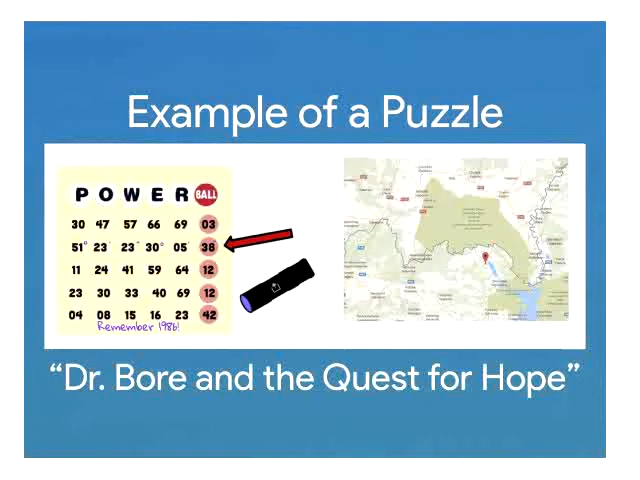 Example of a Puzzle
POWER BALL
30 47 57 66 69 03
51° 23' 23" 30° 05' 38
11 24 41 59 64 12
23 30 33 40 69 12
04 08 15 16 23 42
Remember 1986!
"Dr. Bore and the Quest for Hope"